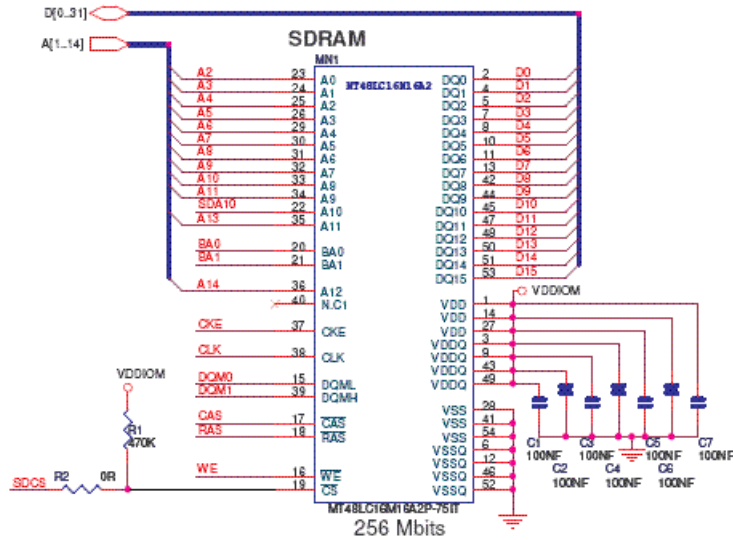 D[0..31]
A[1..14]
SDRAM
MN1
MT48LC16M16A2
A2 23 A0 DQ0 2 D0
A3 24 A1 DQ1 4 D1
A4 25 A2 DQ2 5 D2
A5 26 A3 DQ3 7 D3
A6 29 A4 DQ4 8 D4
A7 30 A5 DQ5 10 D5
A8 31 A6 DQ6 11 D6
A9 32 A7 DQ7 13 D7
A10 33 A8 DQ8 42 D8
A11 34 A9 DQ9 44 D9
SDA10 22 A10 DQ10 45 D10
A13 35 A11 DQ11 47 D11
DQ12 48 D12
BA0 20 BA0 DQ13 50 D13
BA1 21 BA1 DQ14 51 D14
DQ15 53 D15
A14 36 A12
40 N.C1
VDDIOM
VDD 1
VDD 14
CKE 37 CKE VDD 27
VDDQ 3
CLK 38 CLK VDDQ 9
VDDQ 43
DQM0 15 DQML VDDQ 49
DQM1 39 DQMH
VDDIOM
VSS 28
CAS 17 CAS VSS 41
RAS 18 RAS VSS 54
VSSQ 6
VSSQ 12
WE 16 WE VSSQ 46
19 CS VSSQ 52
R1
470K
R2 0R
SDCS
C1 C3 C5 C7
100NF 100NF 100NF 100NF
C2 C4 C6
100NF 100NF 100NF
MT48LC16M16A2P-75IT
256 Mbits